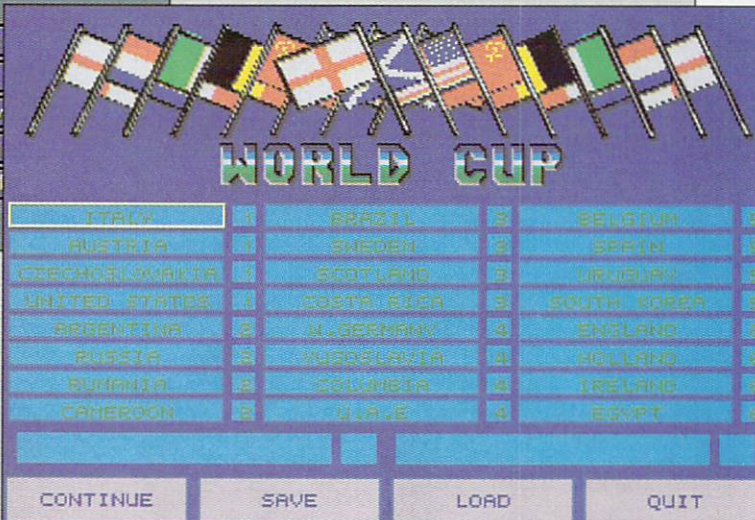 WORLD CUP
ITALY 1 BRAZIL 3 BELGIUM
AUSTRIA 1 SWEDEN 3 SPAIN
CZECHOSLOVAKIA 1 SCOTLAND 3 URUGUAY
UNITED STATES 1 COSTA RICA 3 SOUTH KOREA
ARGENTINA 2 W.GERMANY 4 ENGLAND
RUSSIA 2 YUGOSLAVIA 4 HOLLAND
RUMANIA 2 COLUMBIA 4 IRELAND
CAMEROON 2 U.A.E 4 EGYPT
CONTINUE SAVE LOAD QUIT